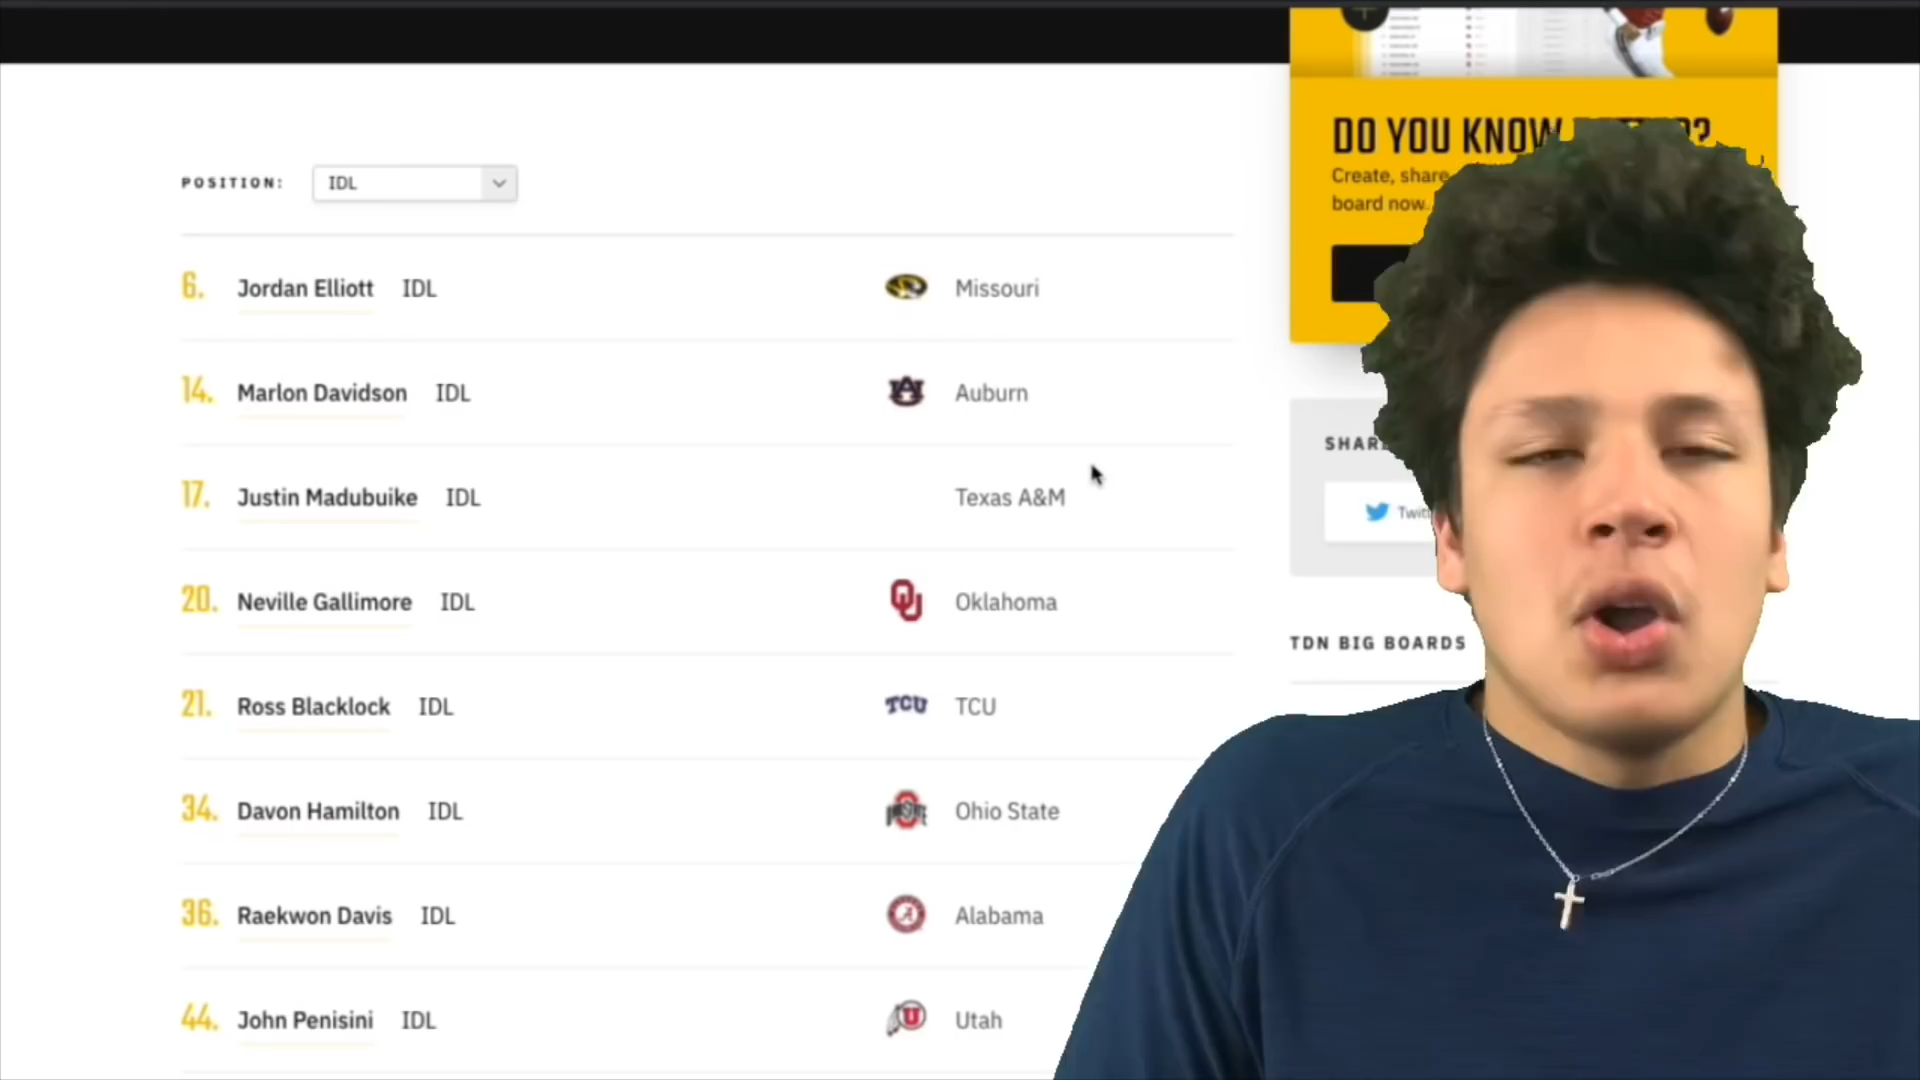 DO YOU KNOW
Create, share
board now.
POSITION: IDL
6. Jordan Elliott IDL Missouri
14. Marlon Davidson IDL Auburn
17. Justin Madubuike IDL Texas A&M
20. Neville Gallimore IDL Oklahoma
21. Ross Blacklock IDL TCU TCU
34. Davon Hamilton IDL Ohio State
36. Raekwon Davis IDL Alabama
44. John Penisini IDL Utah
TDN BIG BOARDS